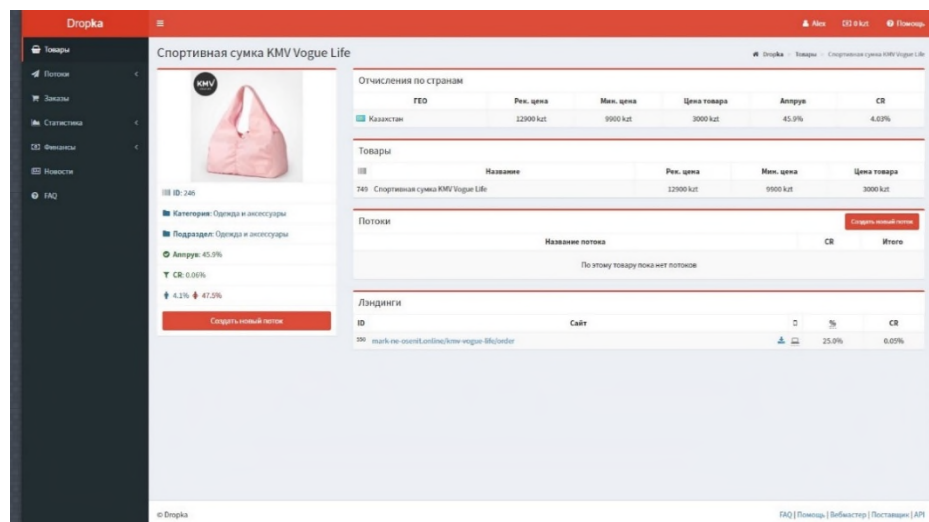 Dropka
Alex
0 kzt
Помощь
Товары
Потоки
Заказы
Статистика
Финансы
Новости
FAQ
Спортивная сумка KMV Vogue Life
Dropka Товары Спортивная сумка KMV Vogue Life
KMV
ID: 246
Категория: Одежда и аксессуары
Подраздел: Одежда и аксессуары
Аппрув: 45.9%
CR: 0.06%
4.1% 47.5%
Создать новый поток
Отчисления по странам
ГЕО Рек. цена Мин. цена Цена товара Аппрув CR
Казахстан 12900 kzt 9900 kzt 3000 kzt 45.9% 4.03%
Товары
Название Рек. цена Мин. цена Цена товара
749 Спортивная сумка KMV Vogue Life 12900 kzt 9900 kzt 3000 kzt
Потоки
Создать новый поток
Название потока CR Итого
По этому товару пока нет потоков
Лэндинги
ID Сайт % CR
350 mark-ne-osenil.online/kmv-vogue-life/order 25.0% 0.05%
© Dropka
FAQ | Помощь | Вебмастер | Поставщик | API